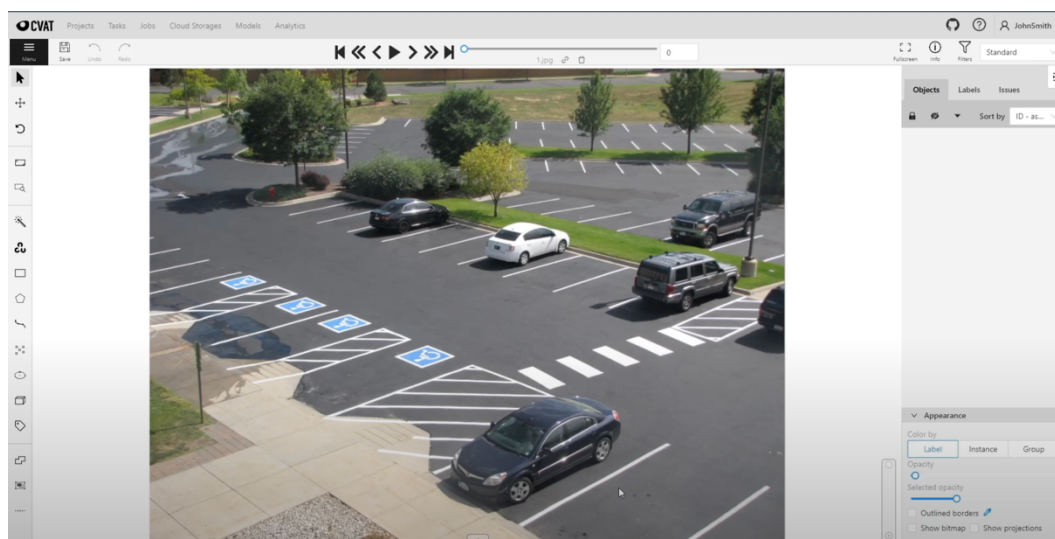 CVAT Projects Tasks Jobs Cloud Storages Models Analytics JohnSmith
Menu Save Undo Redo 1.jpg 0 Fullscreen Info Filters Standard
Objects Labels Issues
Sort by ID - as...
Appearance
Color by
Label Instance Group
Opacity
Selected opacity
Outlined borders
Show bitmap Show projections